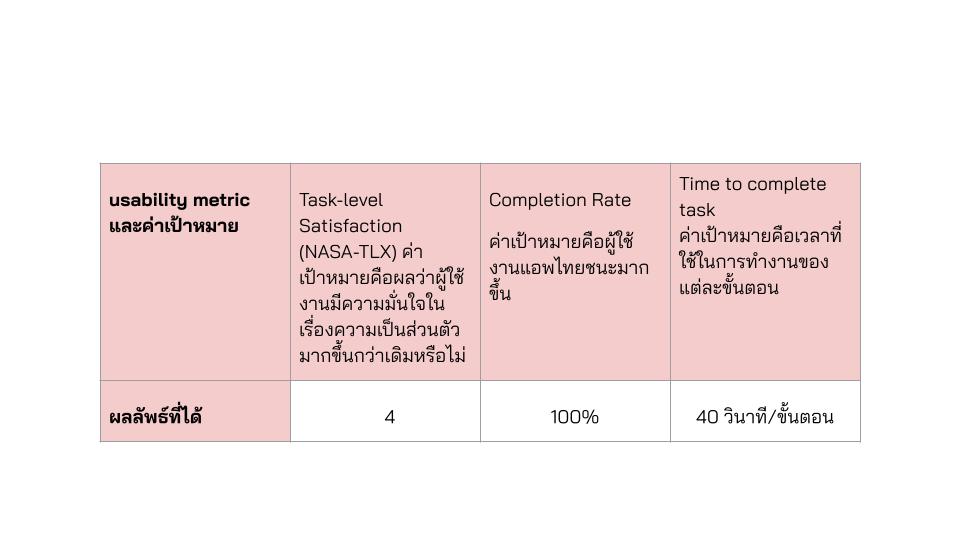 usability metric
และค่าเป้าหมาย
Task-level
Satisfaction
(NASA-TLX) ค่า
เป้าหมายคือผลว่าผู้ใช้
งานมีความมั่นใจใน
เรื่องความเป็นส่วนตัว
มากขึ้นกว่าเดิมหรือไม่
Completion Rate
ค่าเป้าหมายคือผู้ใช้
งานแอพไทยชนะมาก
ขึ้น
Time to complete
task
ค่าเป้าหมายคือเวลาที่
ใช้ในการทำงานของ
แต่ละขั้นตอน
ผลลัพธ์ที่ได้
4
100%
40 วินาที/ขั้นตอน